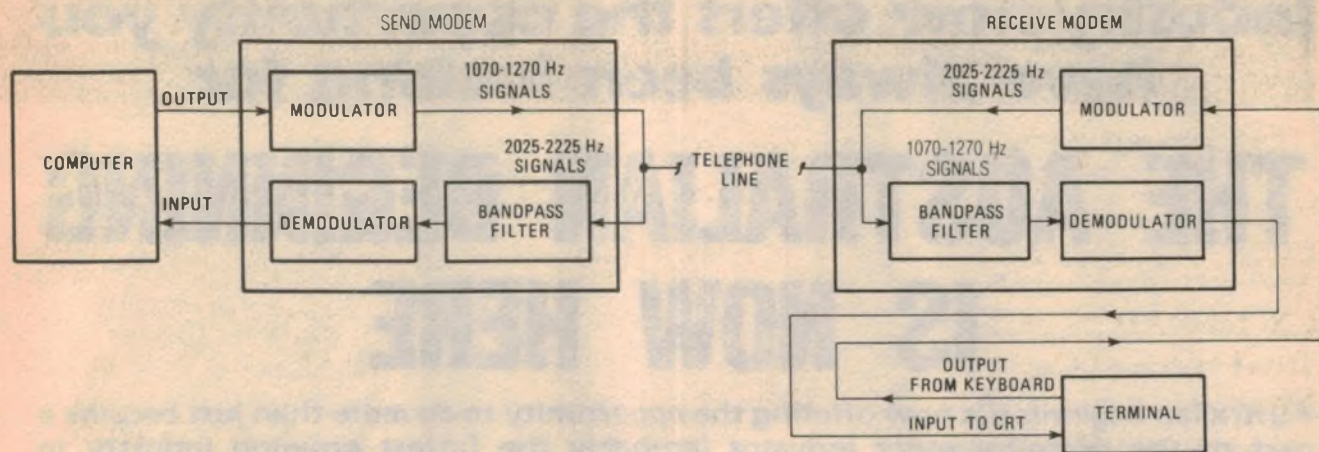 SEND MODEM
RECEIVE MODEM
COMPUTER
OUTPUT
INPUT
MODULATOR
1070-1270 Hz
SIGNALS
2025-2225 Hz
SIGNALS
DEMODULATOR
BANDPASS
FILTER
TELEPHONE
LINE
2025-2225 Hz
SIGNALS
MODULATOR
1070-1270 Hz
SIGNALS
BANDPASS
FILTER
DEMODULATOR
OUTPUT
FROM KEYBOARD
INPUT TO CRT
TERMINAL